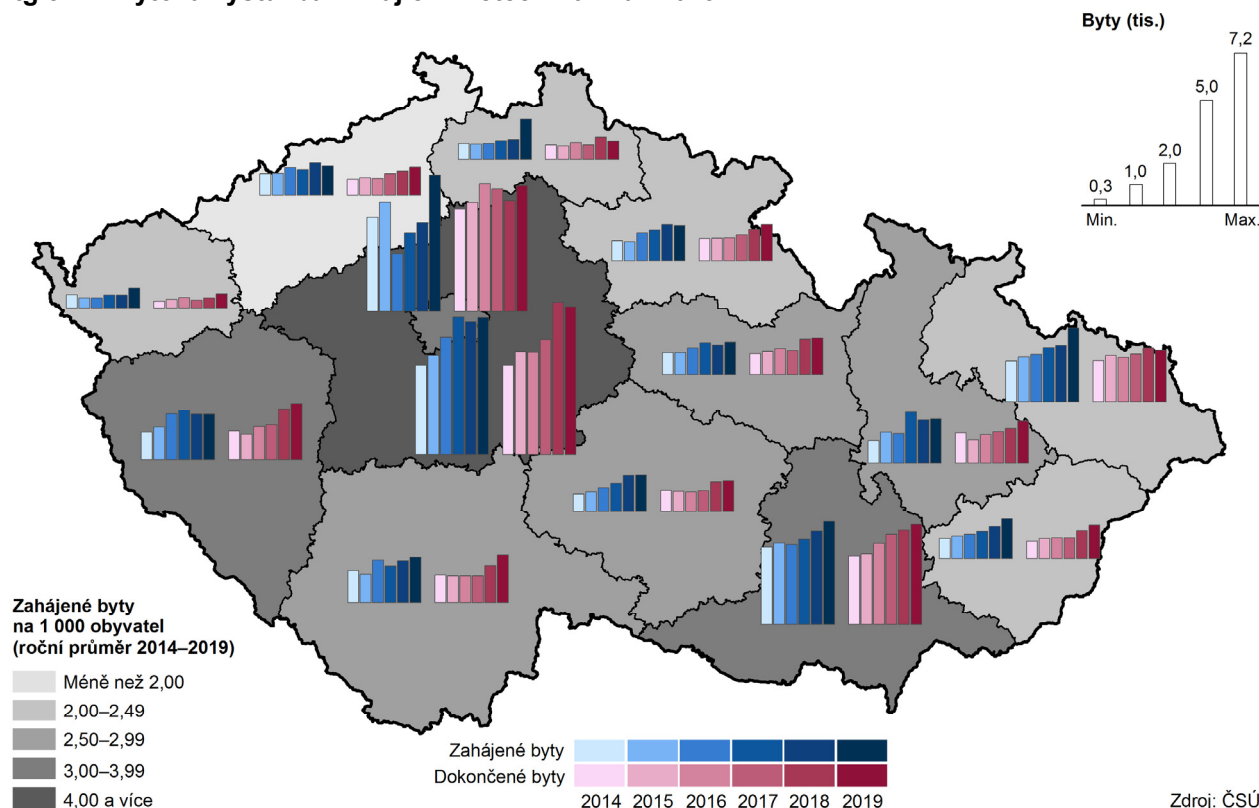 Byty (tis.)
7,2
5,0
2,0
1,0
0,3
Min.
Max.
Zahájené byty
na 1 000 obyvatel
(roční průměr 2014–2019)
Méně než 2,00
2,00–2,49
2,50–2,99
3,00–3,99
4,00 a více
Zahájené byty
Dokončené byty
2014 2015 2016 2017 2018 2019
Zdroj: ČSÚ